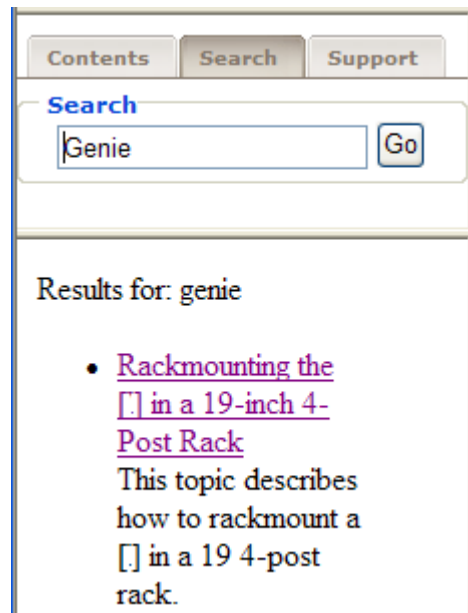 Contents Search Support
Search
Genie Go
Results for: genie
• Rackmounting the
[.] in a 19-inch 4-
Post Rack
This topic describes
how to rackmount a
[.] in a 19 4-post
rack.